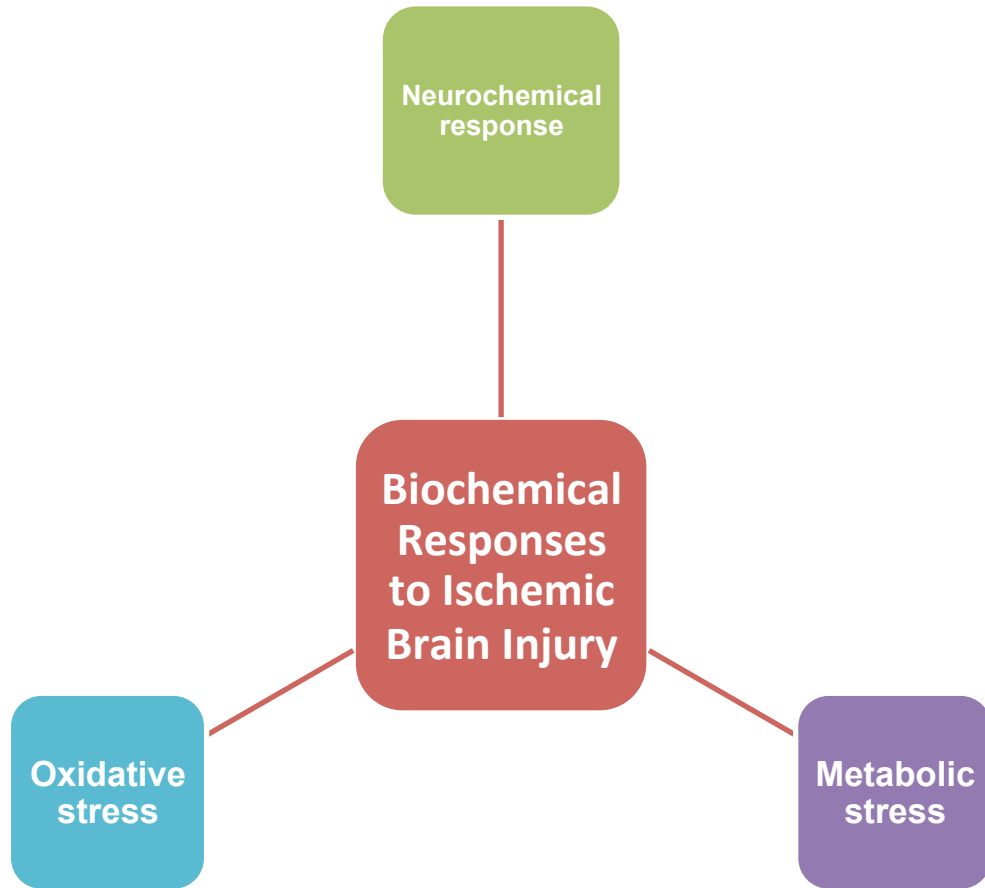 Neurochemical
response
Biochemical
Responses
to Ischemic
Brain Injury
Oxidative
stress
Metabolic
stress